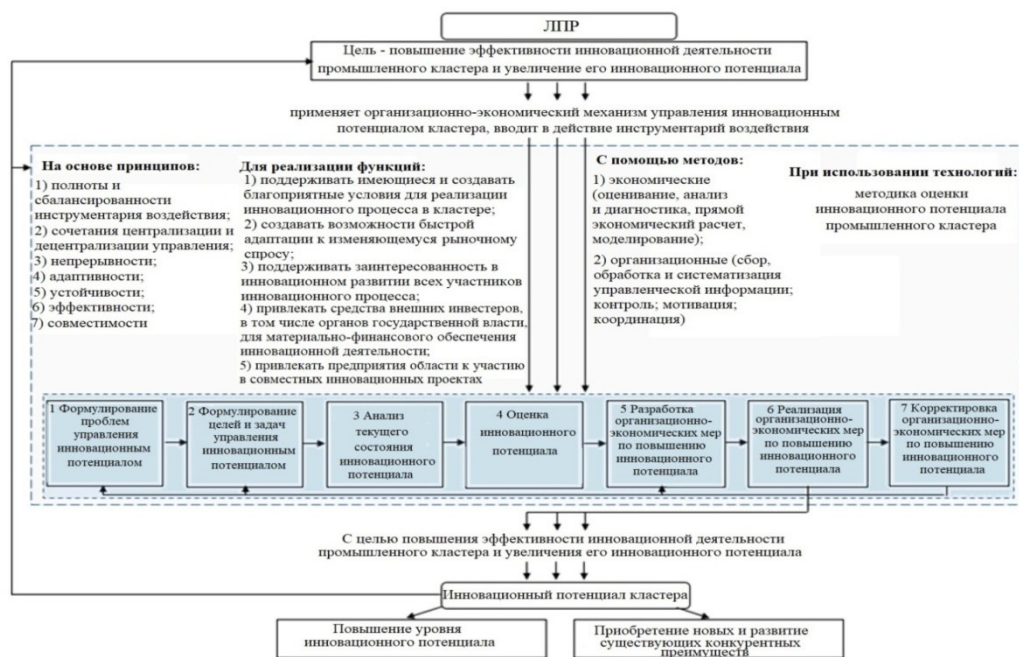 ЛПР
Цель - повышение эффективности инновационной деятельности
промышленного кластера и увеличение его инновационного потенциала
применяет организационно-экономический механизм управления инновационным
потенциалом кластера, вводит в действие инструментарий воздействия
На основе принципов:
1) полноты и
сбалансированности
инструментария воздействия;
2) сочетания централизации и
децентрализации управления;
3) непрерывности;
4) адаптивности;
5) устойчивости;
6) эффективности;
7) совместимости
Для реализации функций:
1) поддерживать имеющиеся и создавать
благоприятные условия для реализации
инновационного процесса в кластере;
2) создавать возможности быстрой
адаптации к изменяющемуся рыночному
спросу;
3) поддерживать заинтересованность в
инновационном развитии всех участников
инновационного процесса;
4) привлекать средства внешних инвесторов,
в том числе органов государственной власти,
для материально-финансового обеспечения
инновационной деятельности;
5) привлекать предприятия области к участию
в совместных инновационных проектах
С помощью методов:
1) экономические
(оценивание, анализ
и диагностика, прямой
экономический расчет,
моделирование);
2) организационные (сбор,
обработка и систематизация
управленческой информации;
контроль; мотивация;
координация)
При использовании технологий:
методика оценки
инновационного потенциала
промышленного кластера
1 Формулирование
проблем
управления
инновационным
потенциалом
2 Формулирование
целей и задач
управления
инновационным
потенциалом
3 Анализ
текущего
состояния
инновационного
потенциала
4 Оценка
инновационного
потенциала
5 Разработка
организационно-
экономических мер
по повышению
инновационного
потенциала
6 Реализация
организационно-
экономических мер
по повышению
инновационного
потенциала
7 Корректировка
организационно-
экономических мер
по повышению
инновационного
потенциала
С целью повышения эффективности инновационной деятельности
промышленного кластера и увеличения его инновационного потенциала
Инновационный потенциал кластера
Повышение уровня
инновационного потенциала
Приобретение новых и развитие
существующих конкурентных
преимуществ